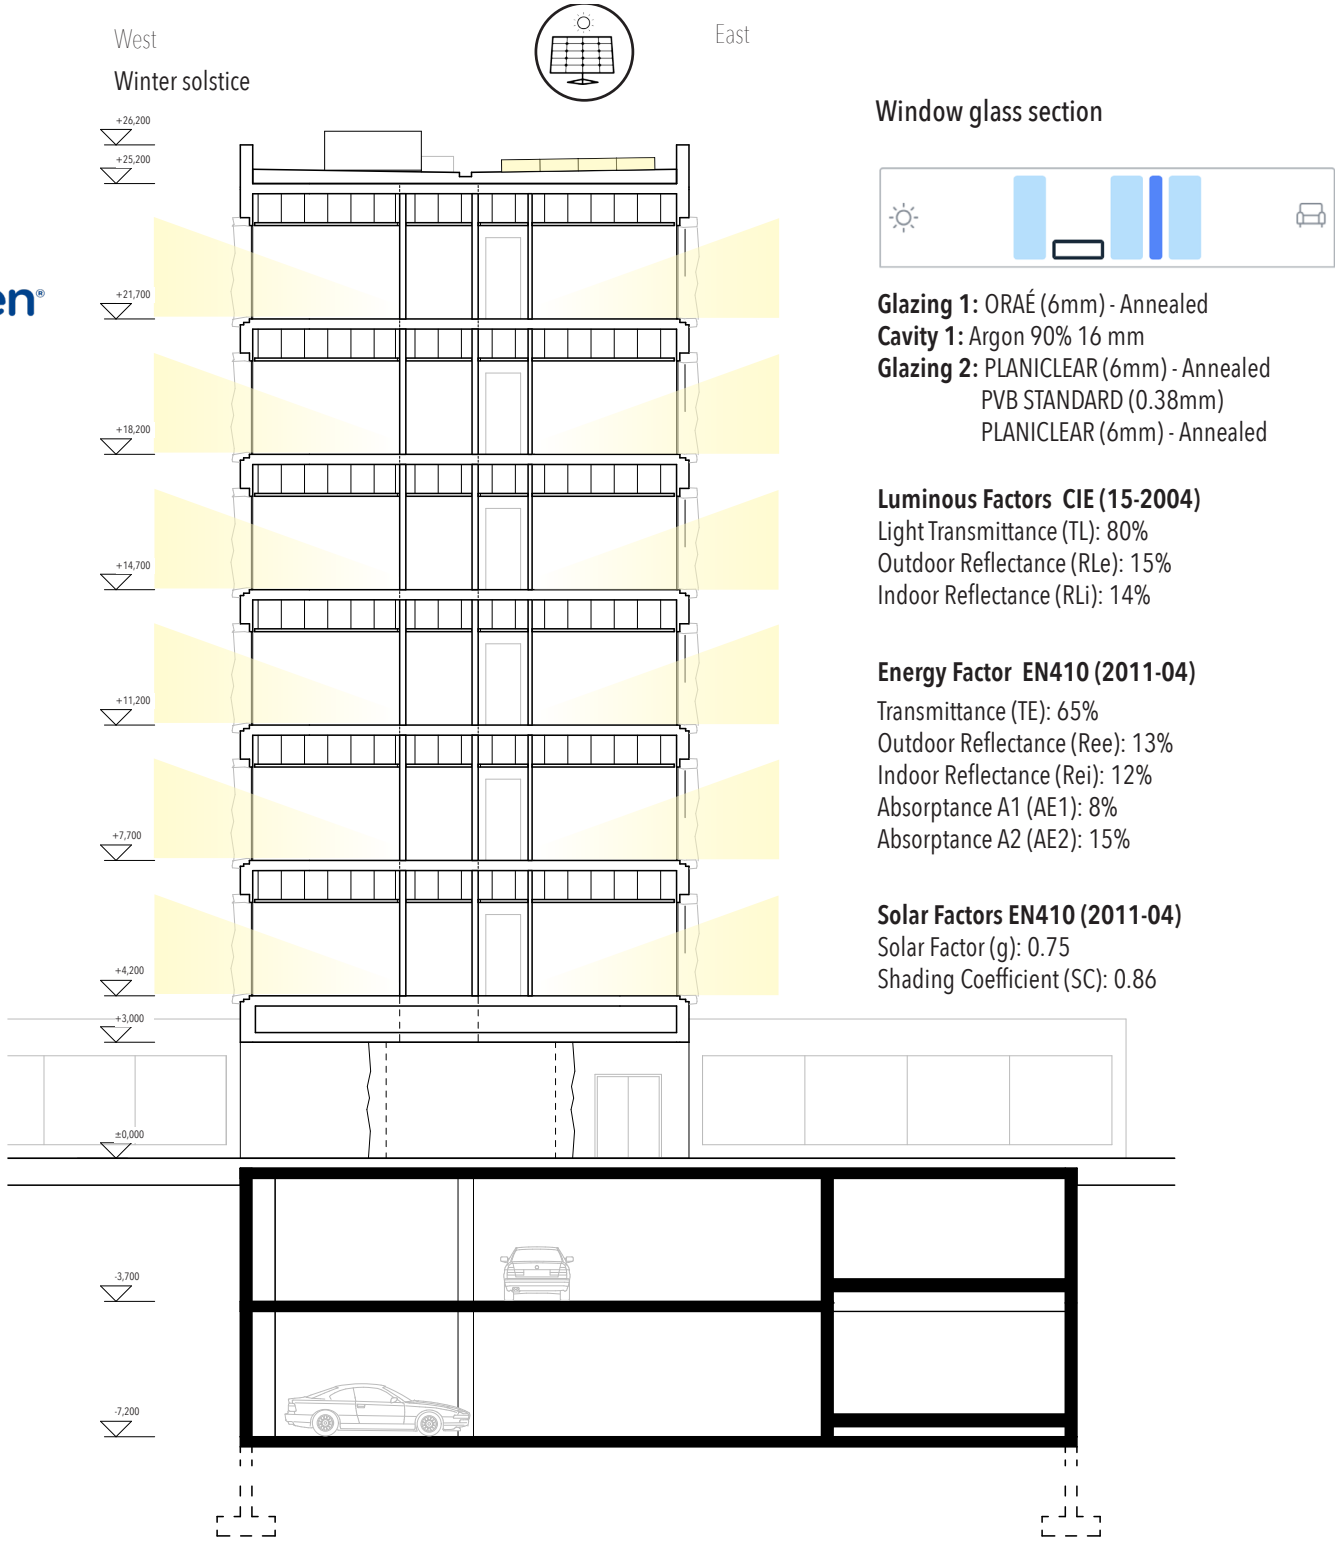 West
East
Winter solstice
+26,200
+25,200
+21,700
+18,200
+14,700
+11,200
+7,700
+4,200
+3,000
±0,000
-3,700
-7,200
en®
Window glass section
Glazing 1: ORAÉ (6mm) - Annealed
Cavity 1: Argon 90% 16 mm
Glazing 2: PLANICLEAR (6mm) - Annealed
PVB STANDARD (0.38mm)
PLANICLEAR (6mm) - Annealed
Luminous Factors CIE (15-2004)
Light Transmittance (TL): 80%
Outdoor Reflectance (RLe): 15%
Indoor Reflectance (RLi): 14%
Energy Factor EN410 (2011-04)
Transmittance (TE): 65%
Outdoor Reflectance (Ree): 13%
Indoor Reflectance (Rei): 12%
Absorptance A1 (AE1): 8%
Absorptance A2 (AE2): 15%
Solar Factors EN410 (2011-04)
Solar Factor (g): 0.75
Shading Coefficient (SC): 0.86